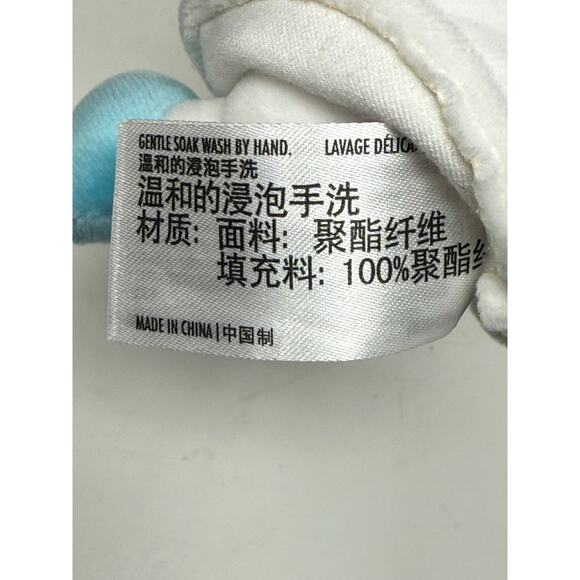 GENTLE SOAK WASH BY HAND. LAVAGE
溫和的浸泡手洗
温和的浸泡手洗
材质: 面料: 聚酯纤维
填充料: 100%聚酯纤
MADE IN CHINA | 中国制